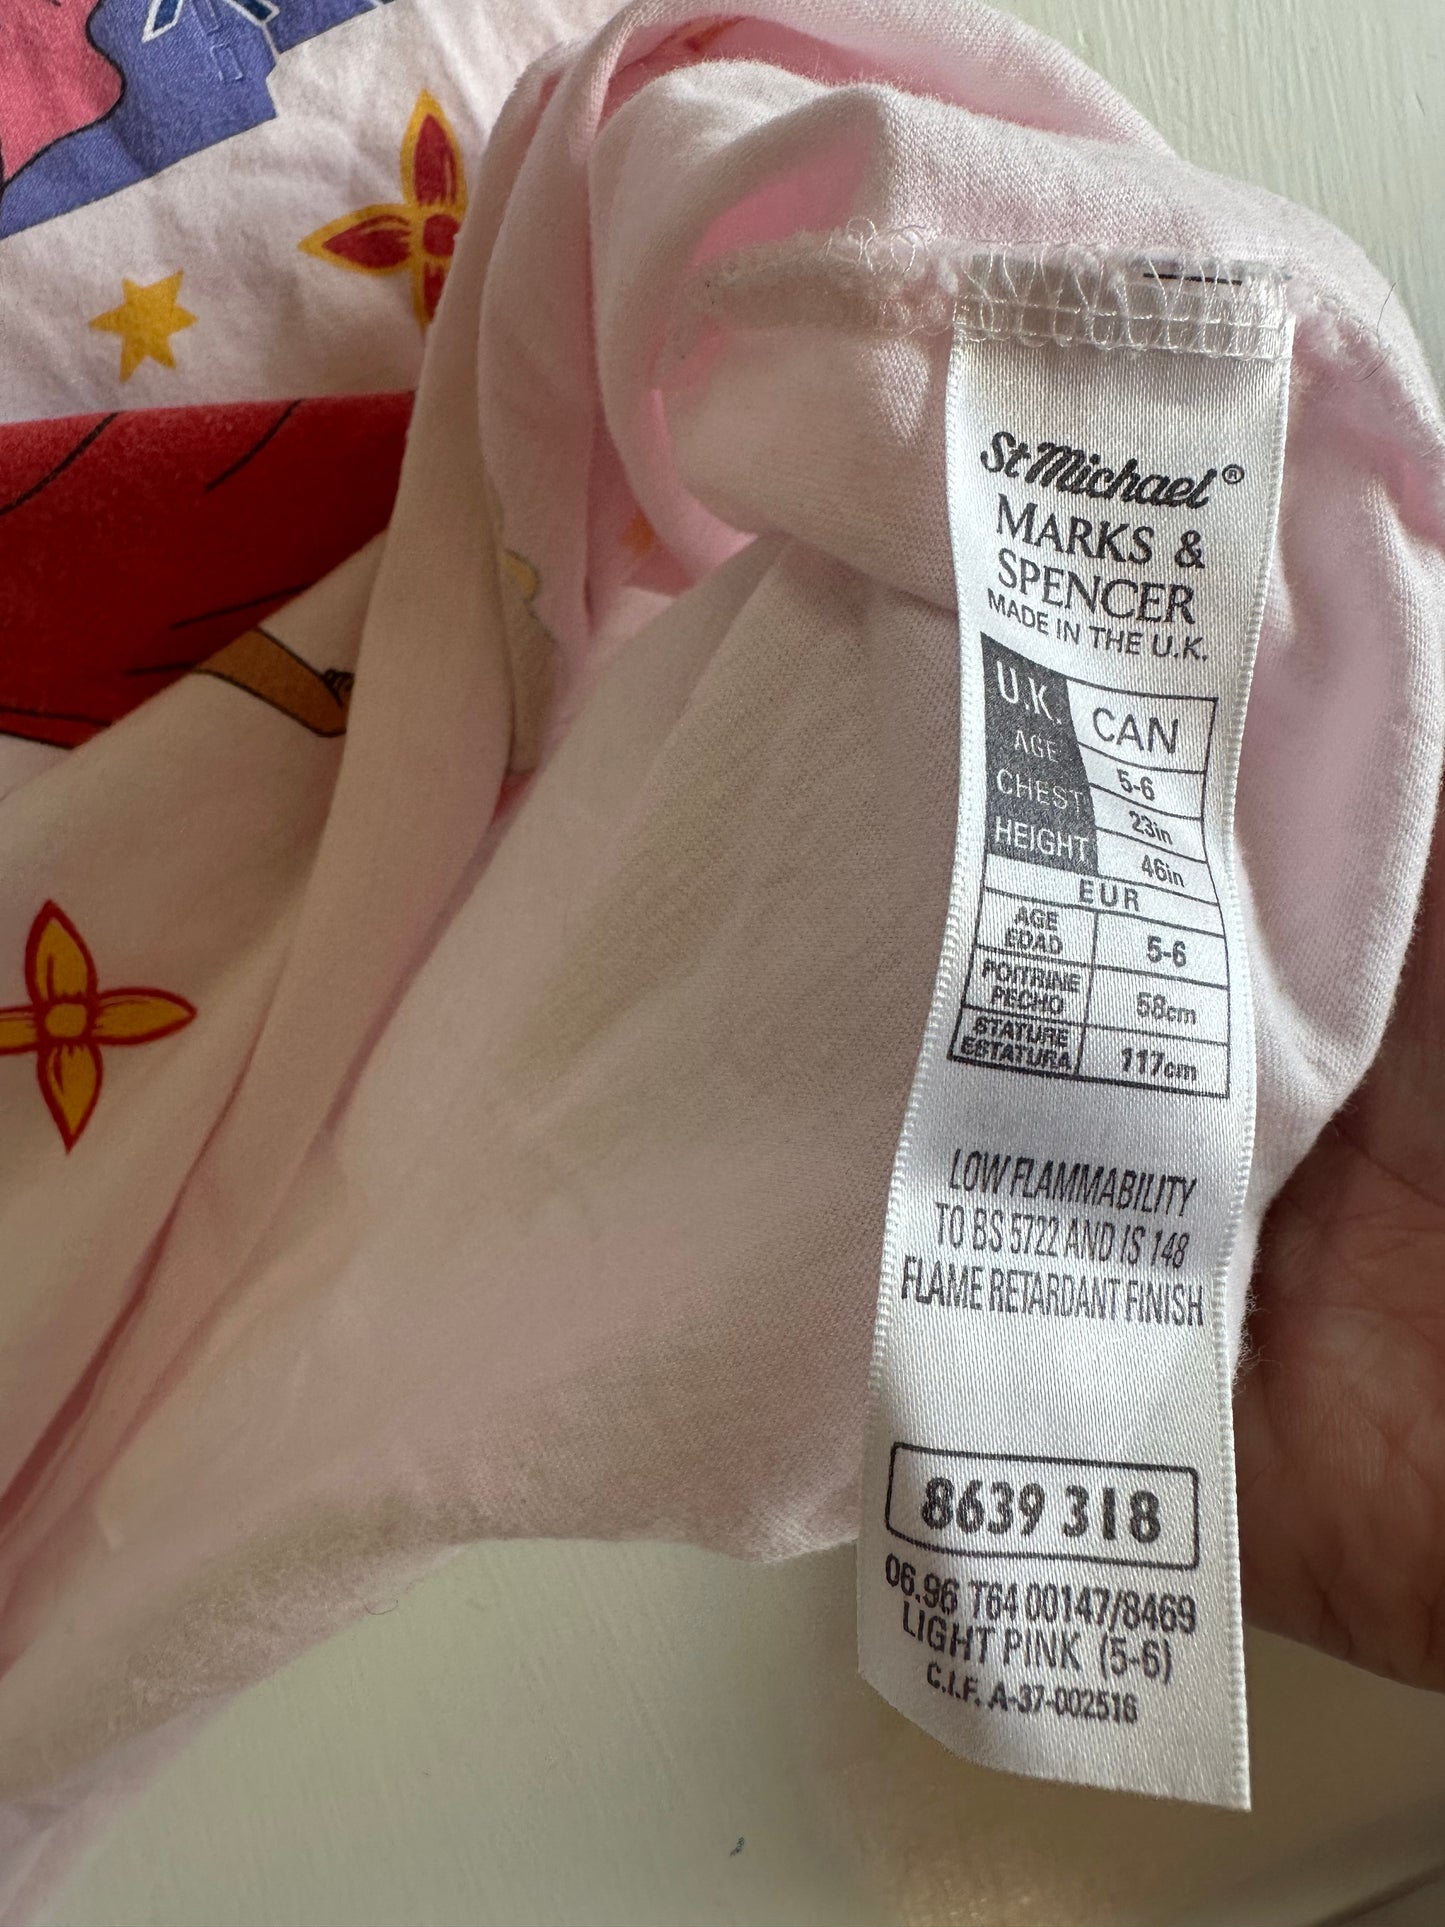 St Michael®
MARKS &
SPENCER
MADE IN THE U.K.
U.K. CAN
AGE 5-6
CHEST 23in
HEIGHT 46in
EUR
AGE
EDAD 5-6
POITRINE
PECHO 58cm
STATURE
ESTATURA 117cm
LOW FLAMMABILITY
TO BS 5722 AND IS 148
FLAME RETARDANT FINISH
8639 318
06.96 T64 00147/8469
LIGHT PINK (5-6)
C.I.F. A-37-002516